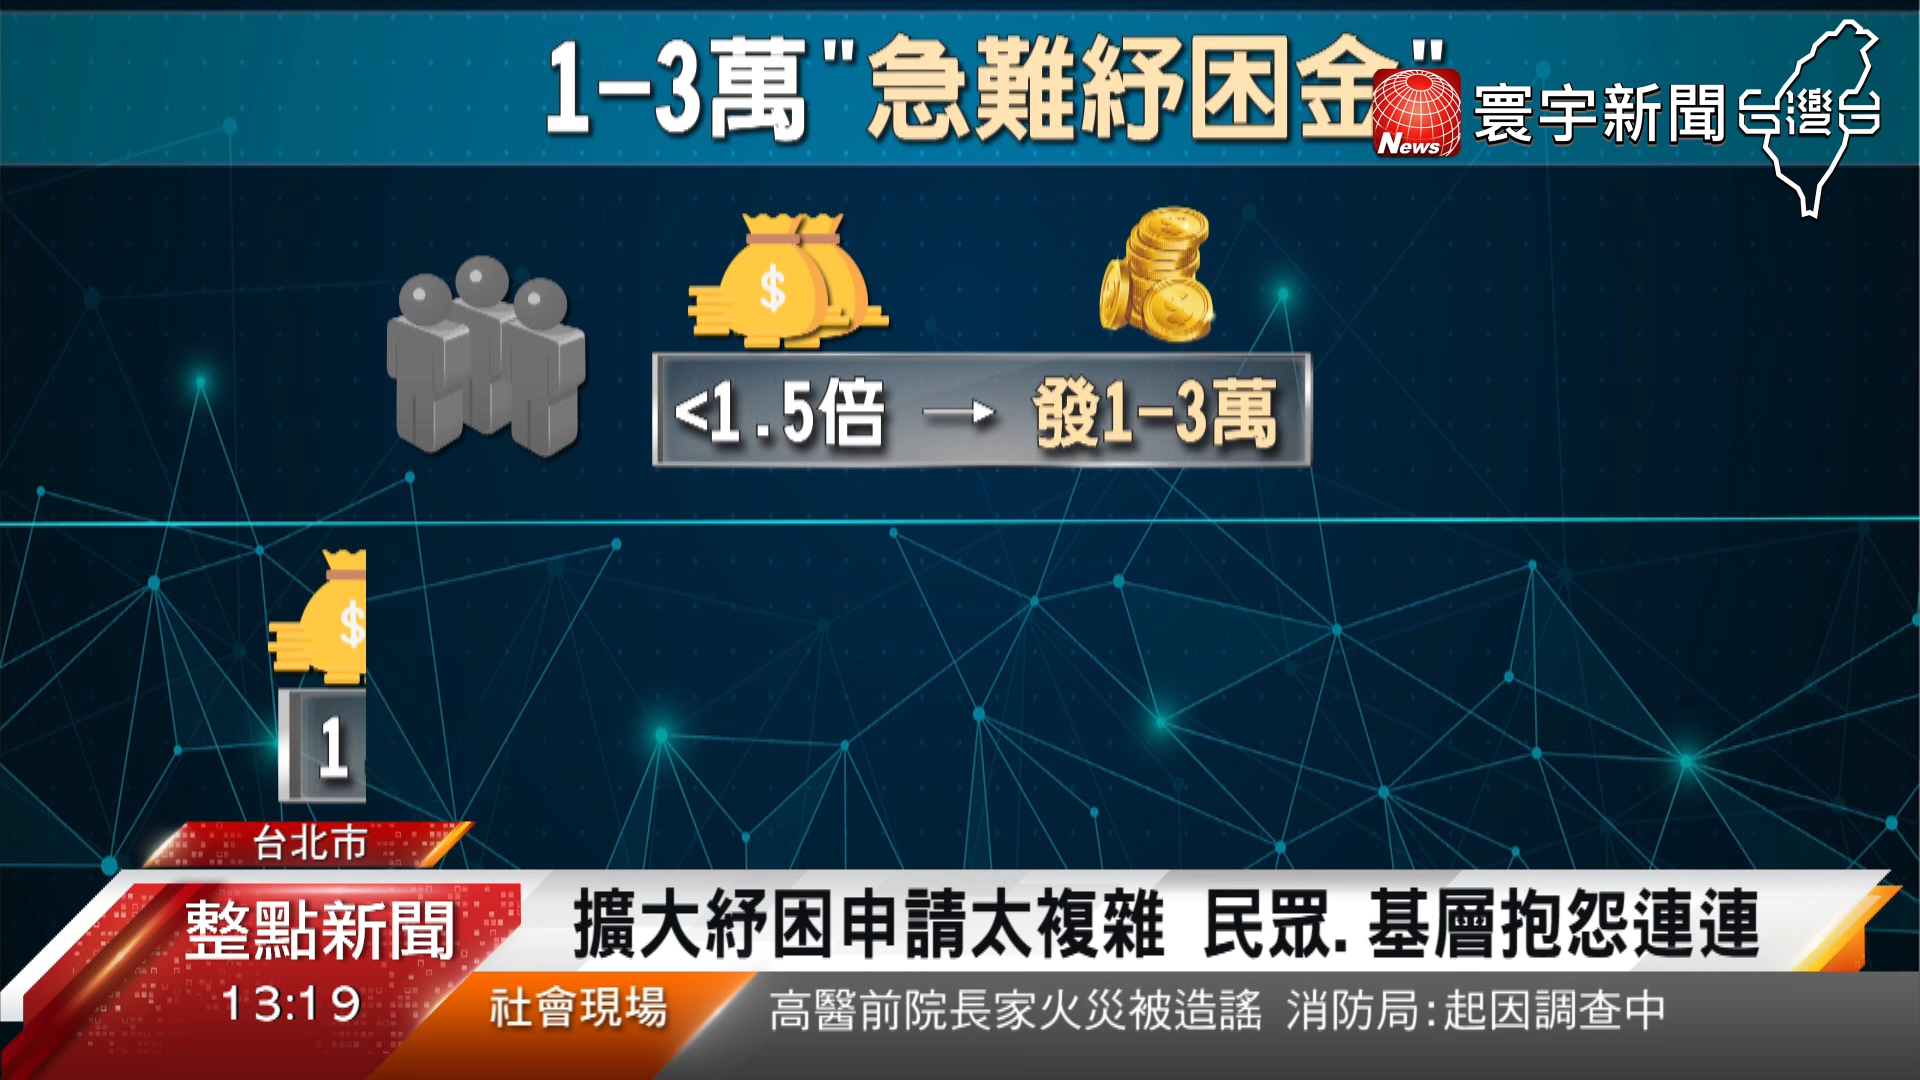 1-3萬"急難紓困金"
News
寰宇新聞
台灣台
$
<1.5倍 → 發1-3萬
$
1
台北市
擴大紓困申請太複雜 民眾.基層抱怨連連
整點新聞
13:19
社會現場
高醫前院長家火災被造謠 消防局:起因調查中